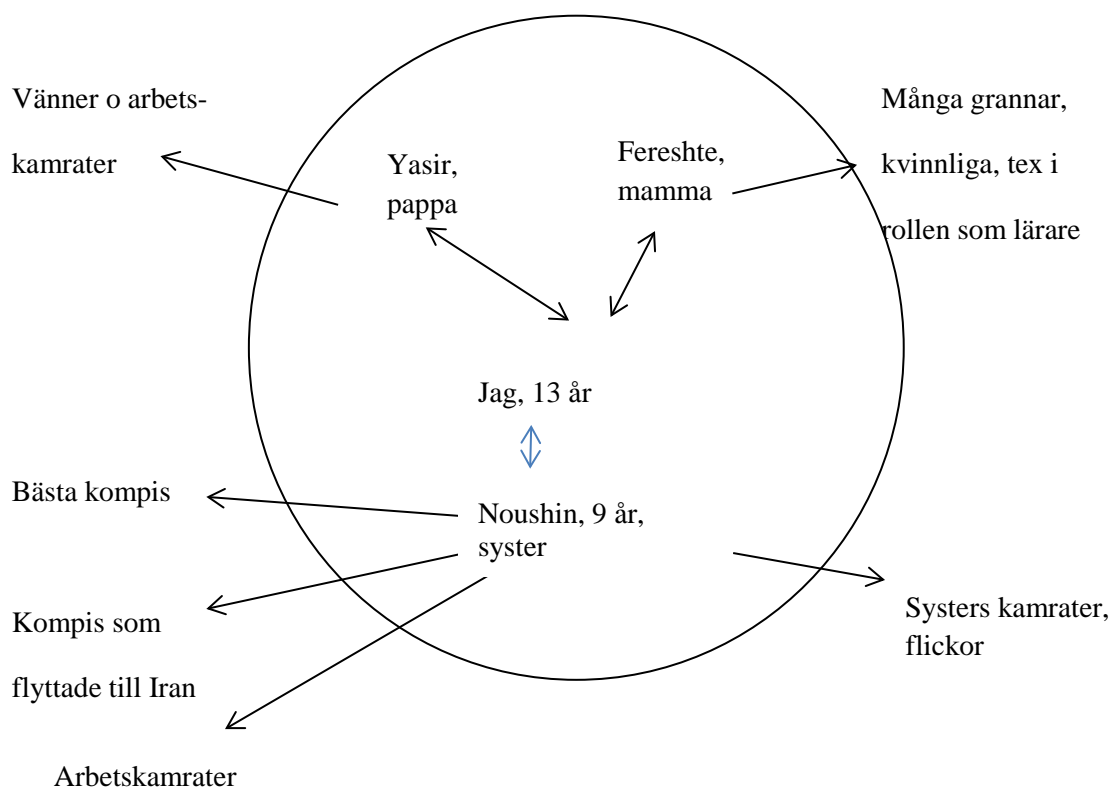 Vänner o arbets-
kamrater
Yasir,
pappa
Fereshte,
mamma
Många grannar,
kvinnliga, tex i
rollen som lärare
Jag, 13 år
Bästa kompis
Noushin, 9 år,
syster
Kompis som
flyttade till Iran
Systers kamrater,
flickor
Arbetskamrater